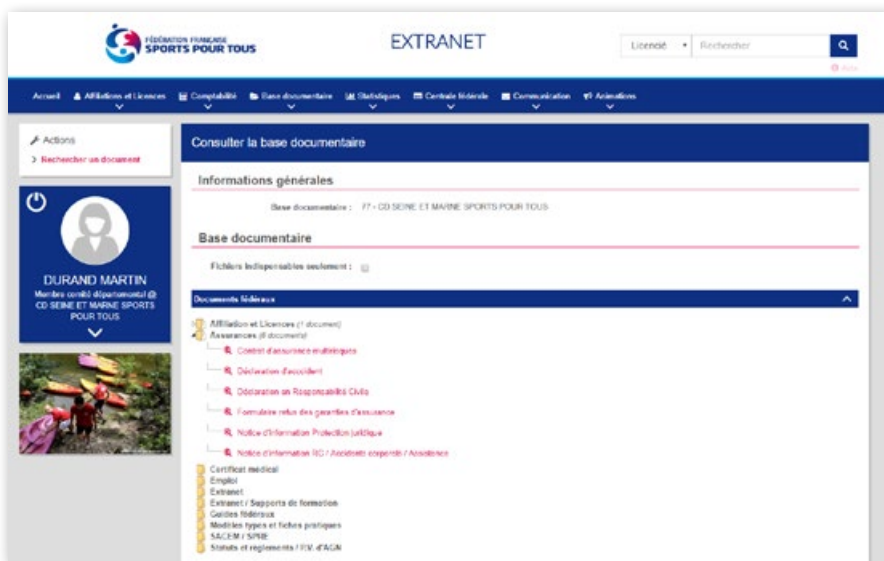 FÉDÉRATION FRANÇAISE
SPORTS POUR TOUS
EXTRANET
Licencié
Rechercher
Accueil Affiliations et Licences Comptabilité Base documentaire Statistiques Centrale fédérale Communication Animations
Actions
Rechercher un document
DURAND MARTIN
Membre comité départemental @
CD SEINE ET MARNE SPORTS
POUR TOUS
Consulter la base documentaire
Informations générales
Base documentaire : 77 - CD SEINE ET MARNE SPORTS POUR TOUS
Base documentaire
Fichiers indispensables seulement :
Documents fédéraux
Affiliation et Licences (1 document)
Assurances (6 documents)
Contrat d'assurance multirisques
Déclaration d'accident
Déclaration en Responsabilité Civile
Formulaire refus des garanties d'assurance
Notice d'information Protection juridique
Notice d'information RC / Accidents corporels / Assistance
Certificat médical
Emploi
Extranet
Extranet / Supports de formation
Guides fédéraux
Modèles types et fiches pratiques
SACEM / SPRE
Statuts et reglements / P.V. d'AGN